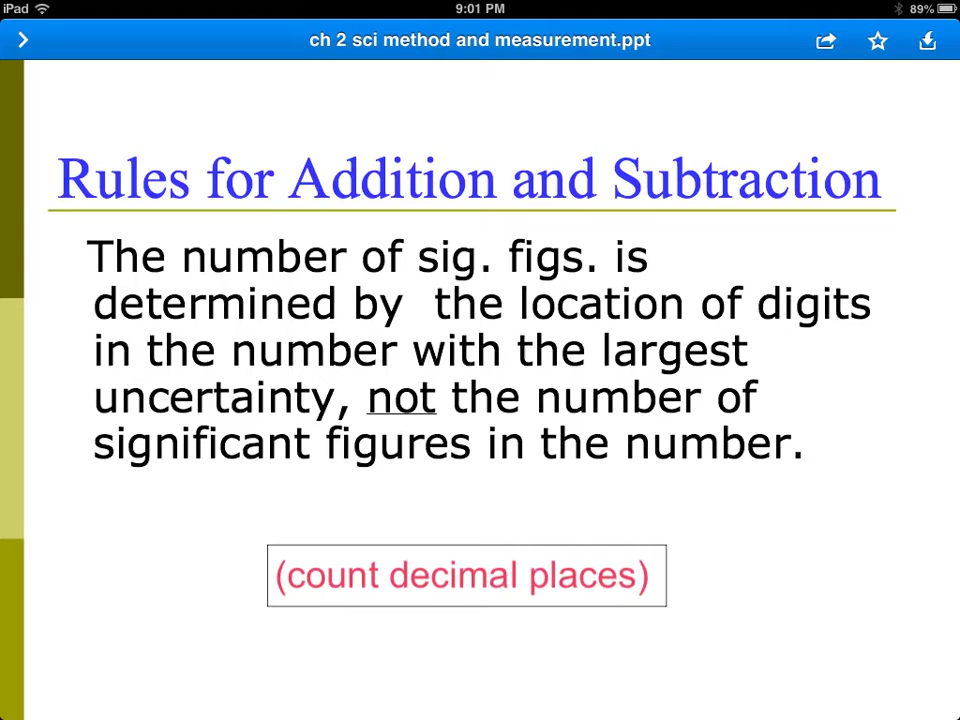 iPad 9:01 PM 89%
ch 2 sci method and measurement.ppt
Rules for Addition and Subtraction
The number of sig. figs. is
determined by  the location of digits
in the number with the largest
uncertainty, not the number of
significant figures in the number.
(count decimal places)